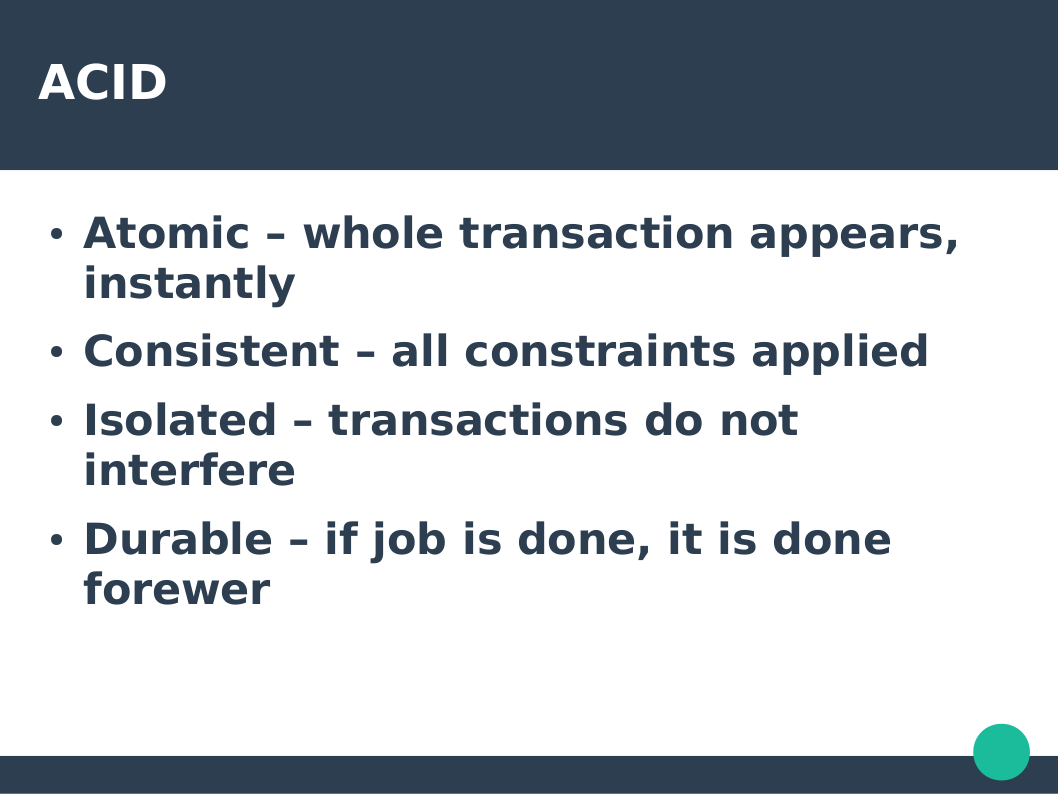 ACID
• Atomic – whole transaction appears,
instantly
• Consistent – all constraints applied
• Isolated – transactions do not
interfere
• Durable – if job is done, it is done
forewer